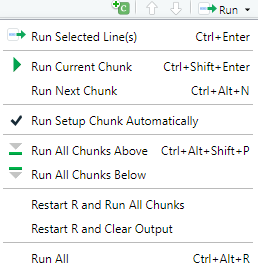 C Run
Run Selected Line(s) Ctrl+Enter
Run Current Chunk Ctrl+Shift+Enter
Run Next Chunk Ctrl+Alt+N
Run Setup Chunk Automatically
Run All Chunks Above Ctrl+Alt+Shift+P
Run All Chunks Below
Restart R and Run All Chunks
Restart R and Clear Output
Run All Ctrl+Alt+R